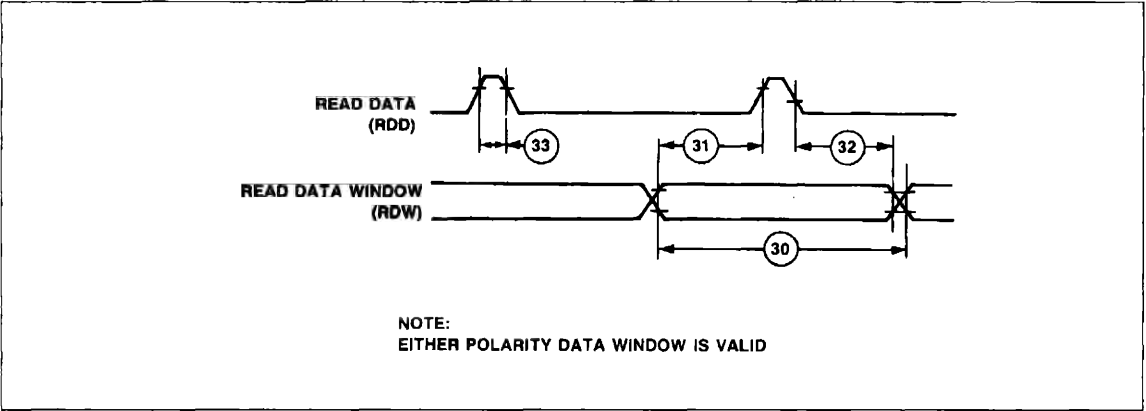 READ DATA
(RDD)
33
31
32
READ DATA WINDOW
(RDW)
30
NOTE:
EITHER POLARITY DATA WINDOW IS VALID